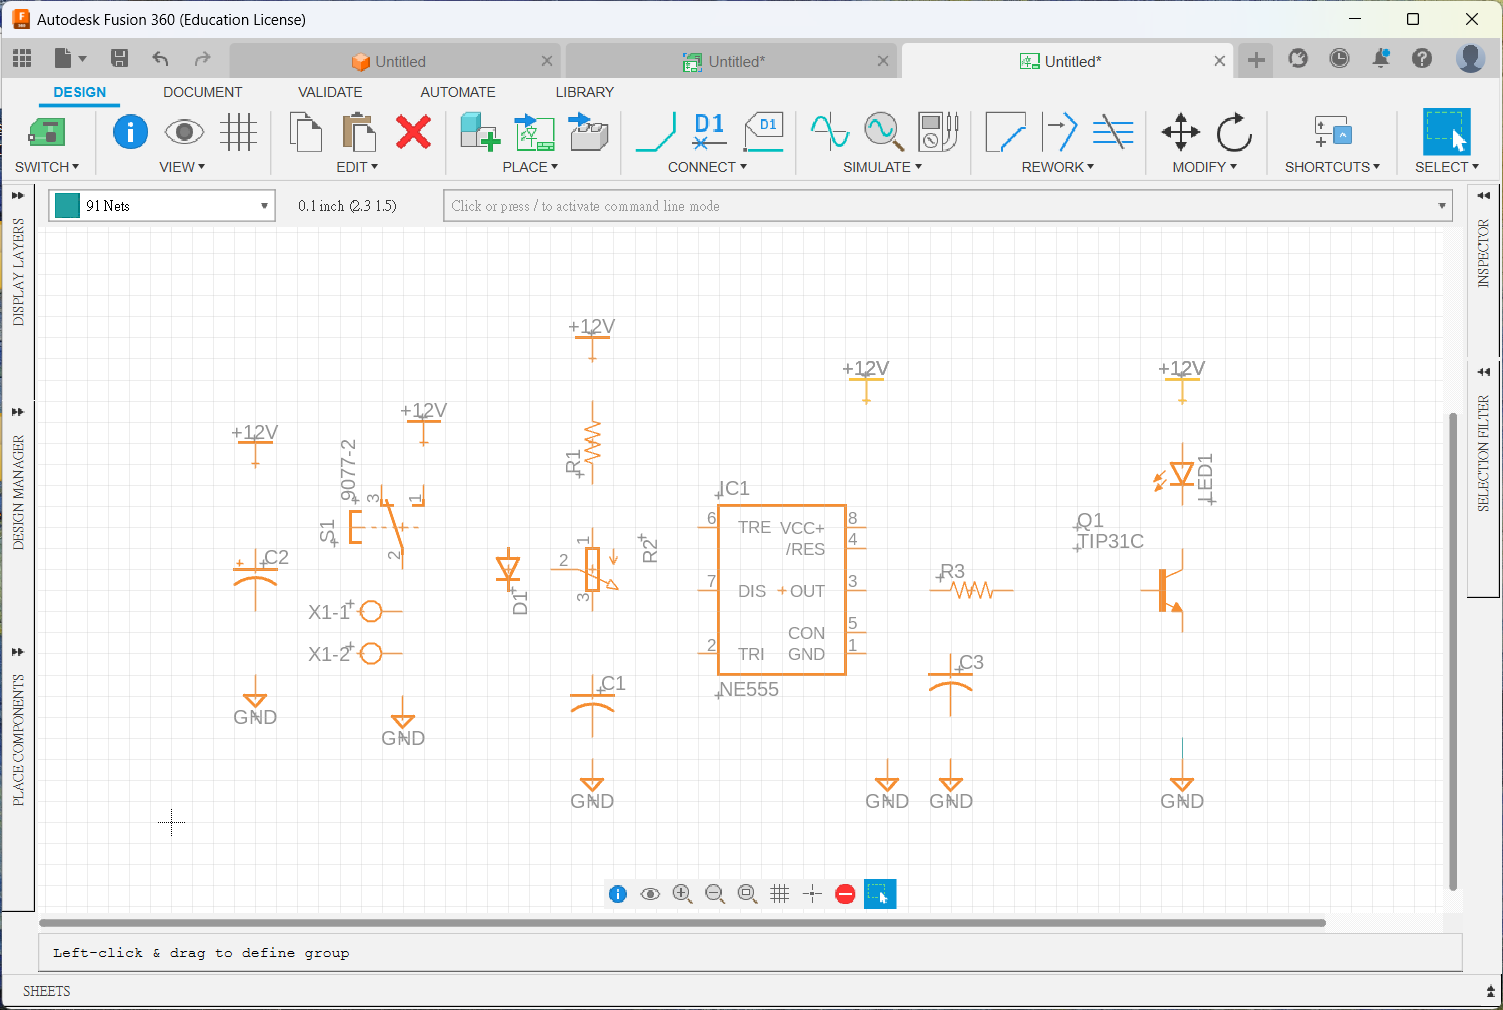 Autodesk Fusion 360 (Education License)
Untitled
Untitled*
Untitled*
DESIGN DOCUMENT VALIDATE AUTOMATE LIBRARY
D1
D1
SWITCH VIEW EDIT PLACE CONNECT SIMULATE REWORK MODIFY SHORTCUTS SELECT
91 Nets
0.1 inch (2.3 1.5)
Click or press / to activate command line mode
DISPLAY LAYERS
DESIGN MANAGER
PLACE COMPONENTS
INSPECTOR
SELECTION FILTER
+12V
+12V
+12V
+12V
+12V
9077-2
S1
3
1
2
C2
X1-1
X1-2
GND
GND
R1
D1
1
2
3
R2
C1
GND
IC1
6 TRE VCC+ 8
/RES 4
7 DIS OUT 3
CON 5
2 TRI GND 1
NE555
R3
C3
GND
GND
LED1
Q1
TIP31C
GND
Left-click & drag to define group
SHEETS